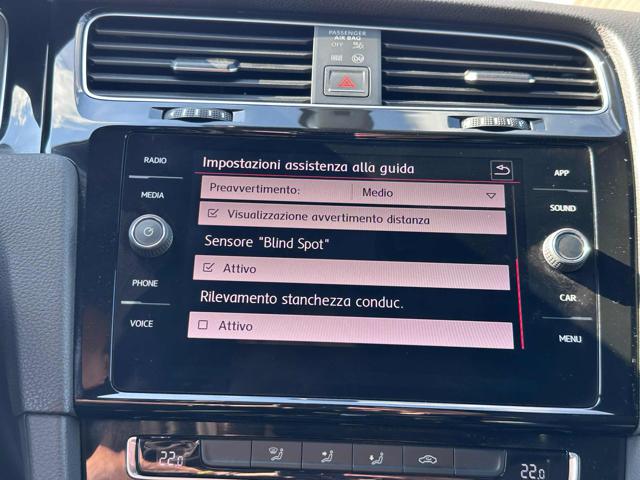 PASSENGER
AIR BAG
OFF
RADIO
MEDIA
PHONE
VOICE
Impostazioni assistenza alla guida
Preavvertimento: Medio
Visualizzazione avvertimento distanza
Sensore "Blind Spot"
Attivo
Rilevamento stanchezza conduc.
Attivo
APP
SOUND
CAR
MENU
22.0
22.0